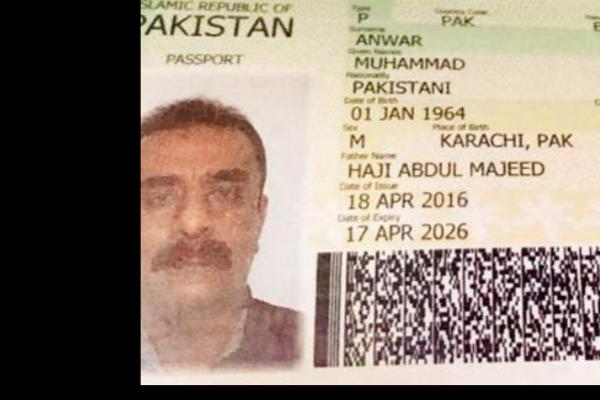 ISLAMIC REPUBLIC OF
PAKISTAN
PASSPORT
Type
Country Code
P PAK
Surname
ANWAR
Given Names
MUHAMMAD
Nationality
PAKISTANI
Date of Birth
01 JAN 1964
Sex Place of Birth
M KARACHI, PAK
Father Name
HAJI ABDUL MAJEED
Date of Issue
18 APR 2016
Date of Expiry
17 APR 2026